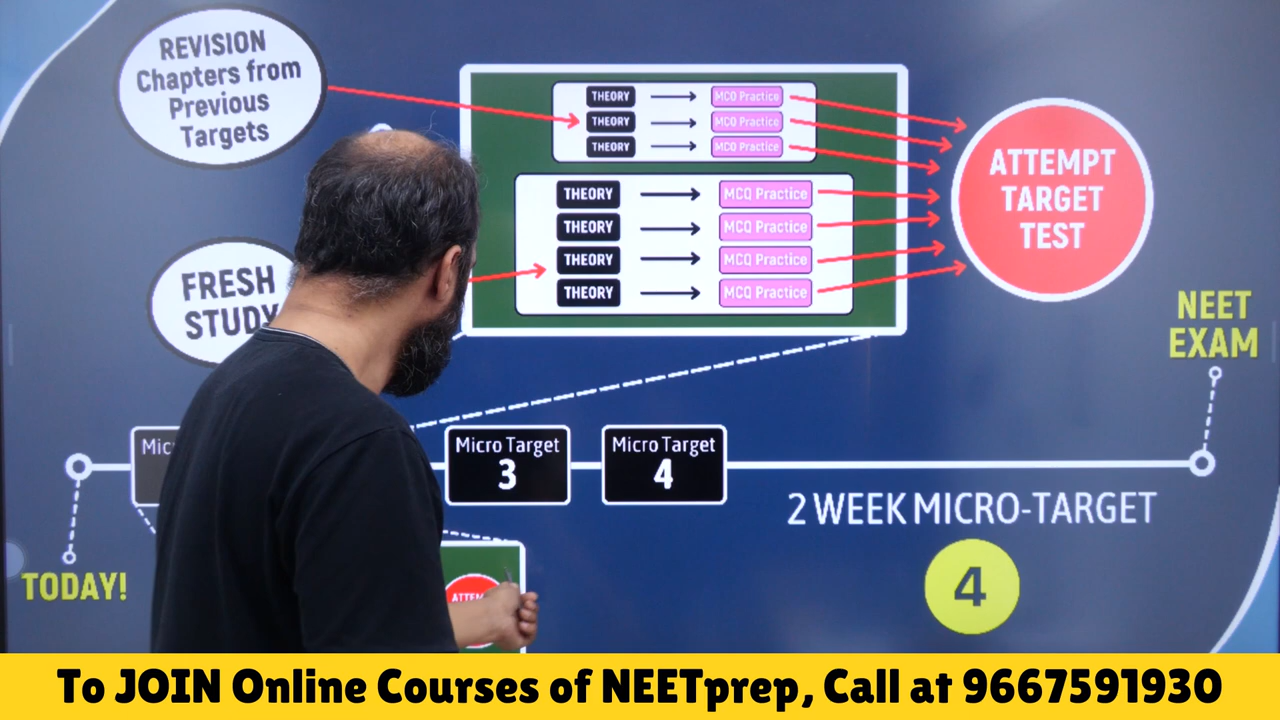 REVISION
Chapters from
Previous
Targets
THEORY MCQ Practice
THEORY MCQ Practice
THEORY MCQ Practice
ATTEMPT
TARGET
TEST
FRESH
STUDY
THEORY MCQ Practice
THEORY MCQ Practice
THEORY MCQ Practice
THEORY MCQ Practice
NEET
EXAM
Micro Target
3
Micro Target
4
2 WEEK MICRO-TARGET
4
TODAY!
To JOIN Online Courses of NEETprep, Call at 9667591930